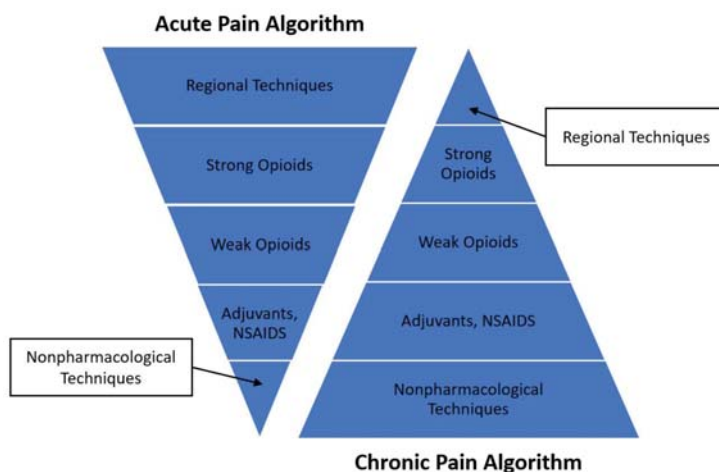 Acute Pain Algorithm
Regional Techniques
Strong Opioids
Weak Opioids
Adjuvants,
NSAIDS
Nonpharmacological
Techniques
Regional Techniques
Strong
Opioids
Weak Opioids
Adjuvants, NSAIDS
Nonpharmacological
Techniques
Chronic Pain Algorithm